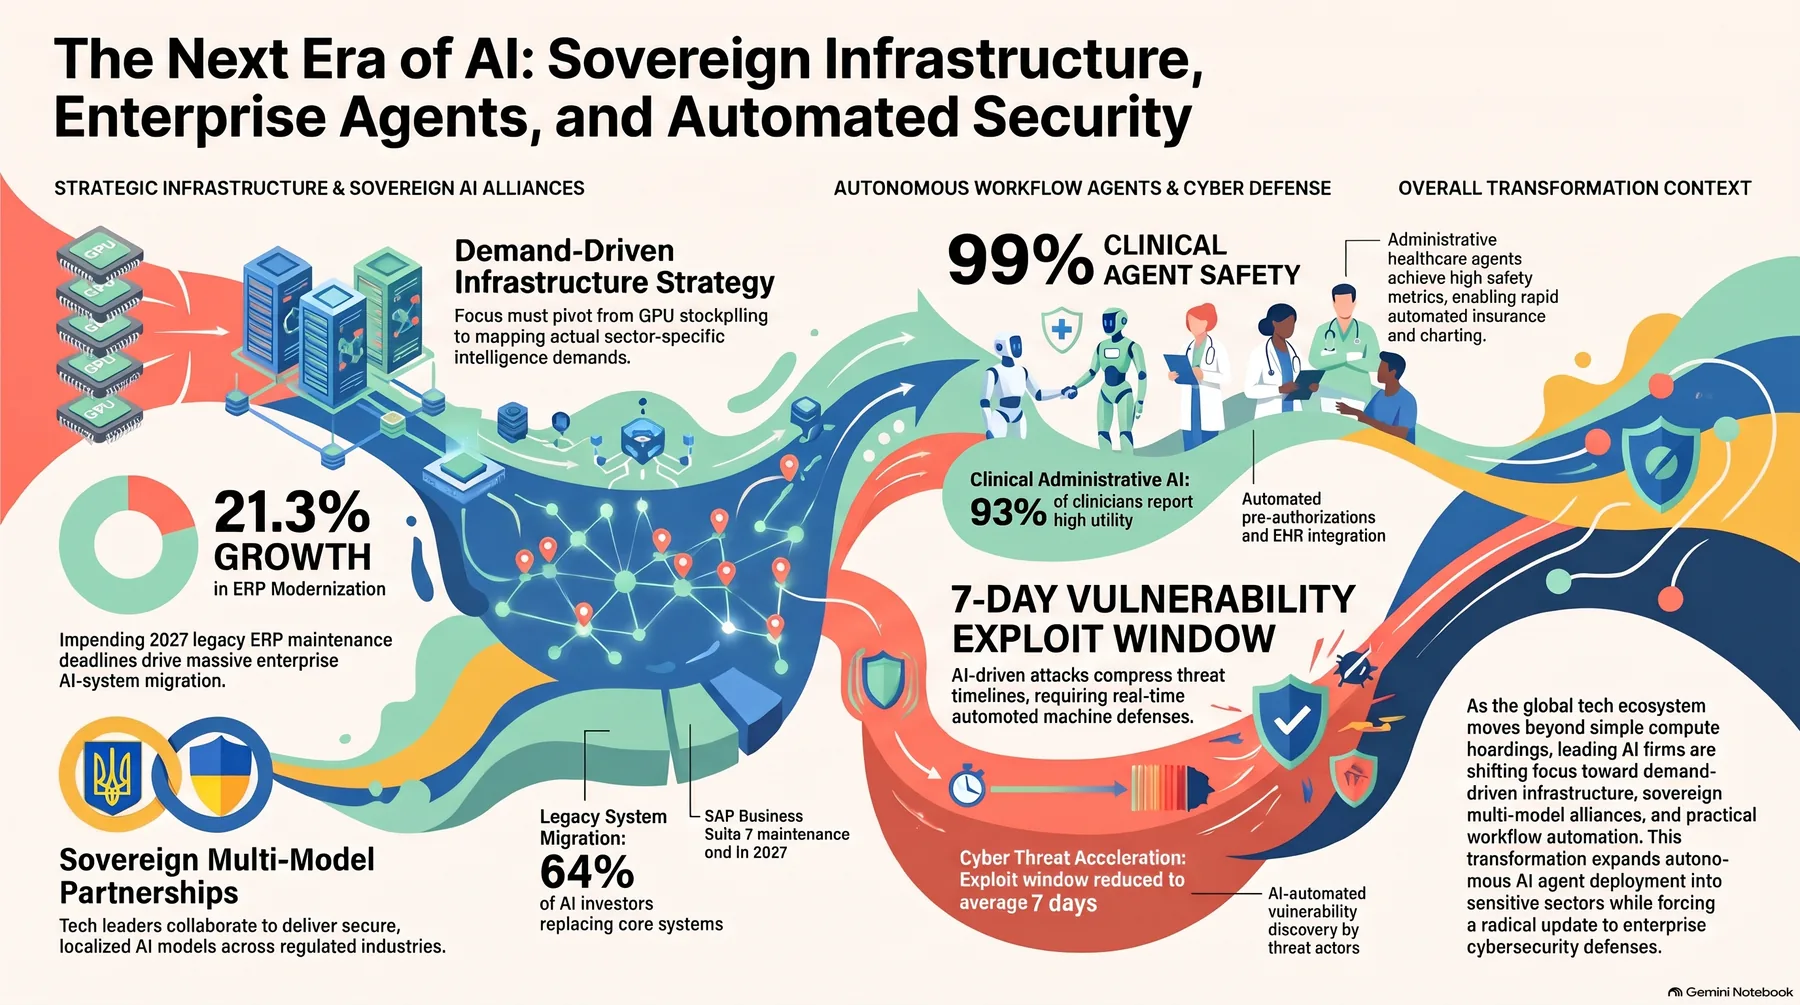 The Next Era of AI: Sovereign Infrastructure,
Enterprise Agents, and Automated Security
STRATEGIC INFRASTRUCTURE & SOVEREIGN AI ALLIANCES
GPU
GPU
GPU
GPU
GPU
Demand-Driven
Infrastructure Strategy
Focus must pivot from GPU stockplling
to mapping actual sector-specific
intelligence demands.
21.3%
GROWTH
in ERP Modernization
Impending 2027 legacy ERP maintenance
deadlines drive massive enterprise
AI-system migration.
Sovereign Multi-Model
Partnerships
Tech leaders collaborate to deliver secure,
localized AI models across regulated industries.
Legacy System
Migration:
64%
of AI investors
replacing core systems
SAP Business
Suita 7 maintenance
ond In 2027
AUTONOMOUS WORKFLOW AGENTS & CYBER DEFENSE
99% CLINICAL
AGENT SAFETY
Administrative
healthcare agents
achieve high safety
metrics, enabling rapid
automated insurance
and charting.
Clinical Administrative AI:
93% of clinicians report
high utility
Automated
pre-authorizations
and EHR integration
7-DAY VULNERABILITY
EXPLOIT WINDOW
AI-driven attacks compress threat
timelines, requiring real-time
automated machine defenses.
Cyber Threat Acccleration:
Exploit window reduced to
average 7 days
AI-automated
vuinerability
discovery by
threat actors
OVERALL TRANSFORMATION CONTEXT
As the global tech ecosystem
moves beyond simple compute
hoardings, leading AI firms are
shifting focus toward demand-
driven infrastructure, sovereign
multi-model alliances, and practical
workflow automation. This
transformation expands autono-
mous AI agent deployment into
sensitive sectors while forcing
a radical update to enterprise
cybersecurity defenses.
Gemini Notebook